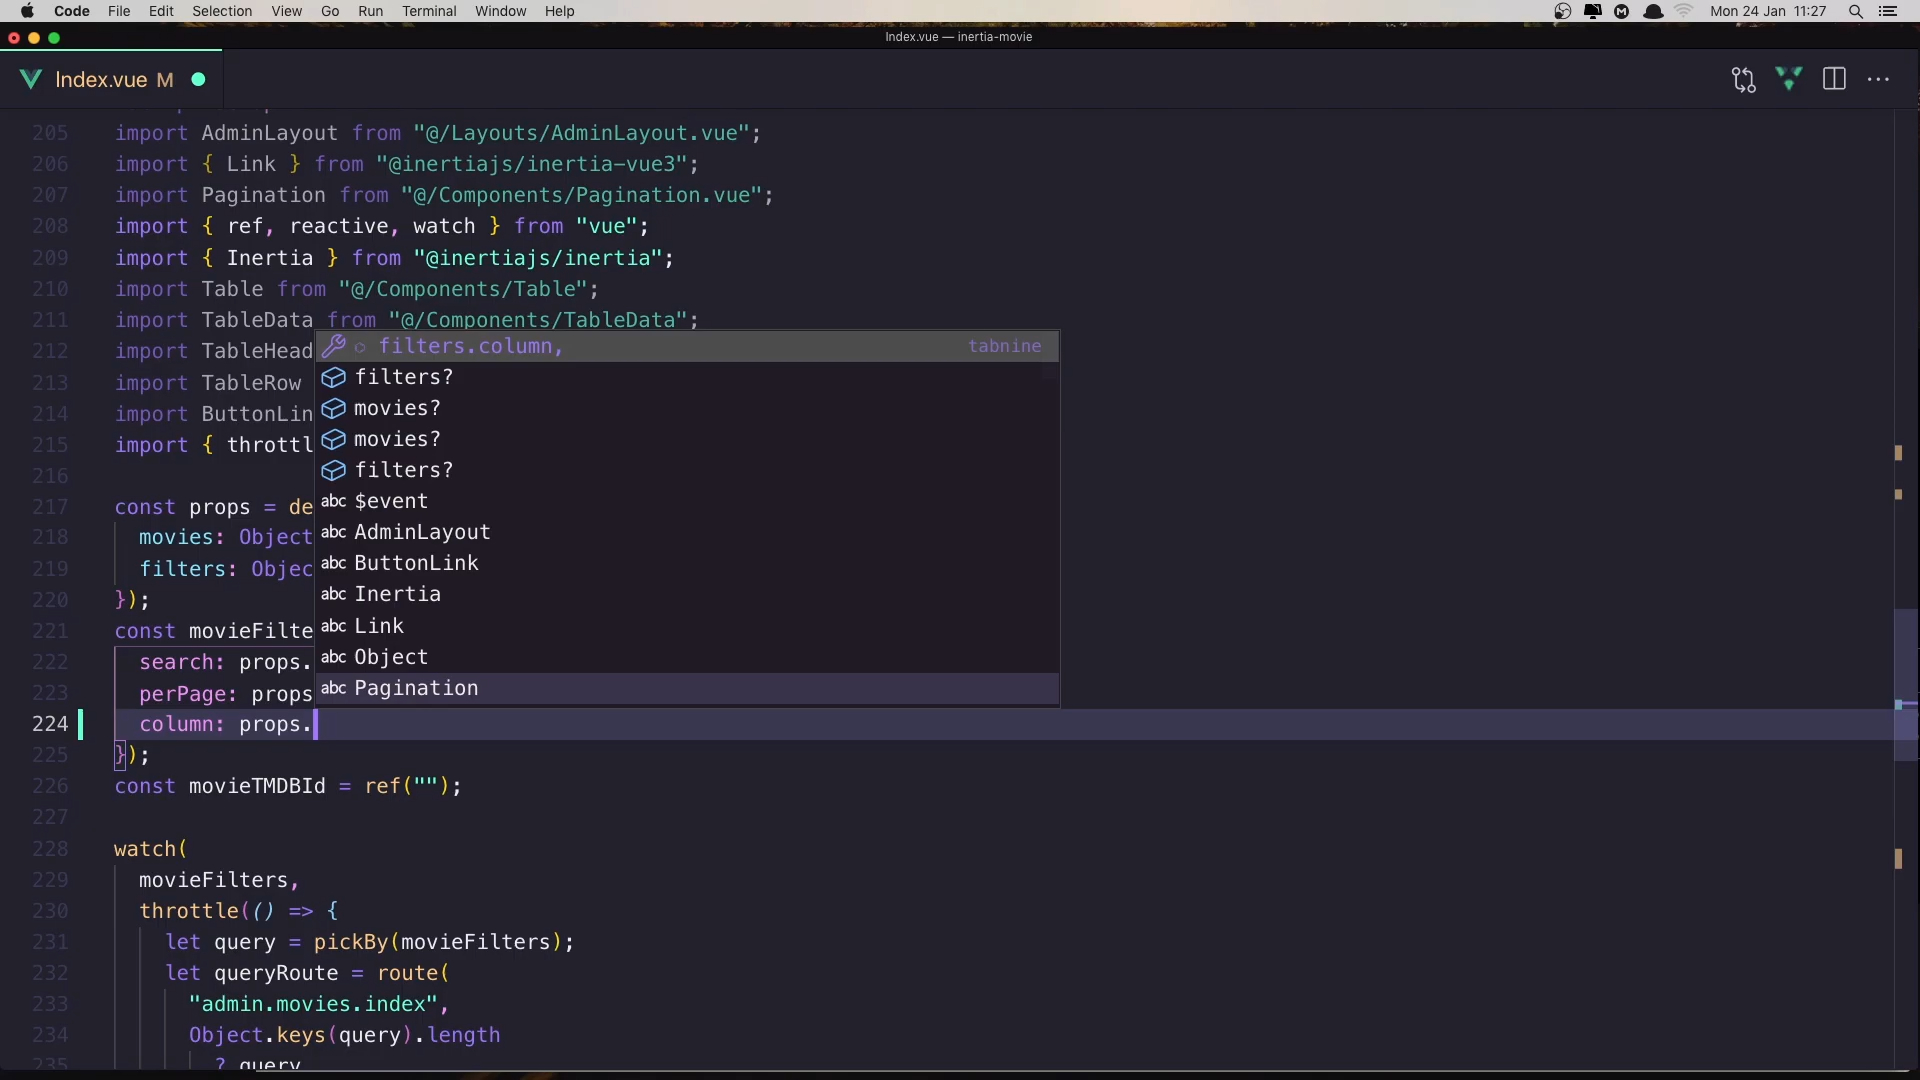 Code File Edit Selection View Go Run Terminal Window Help Mon 24 Jan 11:27
Index.vue — inertia-movie
Index.vue M
205 import AdminLayout from "@/Layouts/AdminLayout.vue";
206 import { Link } from "@inertiajs/inertia-vue3";
207 import Pagination from "@/Components/Pagination.vue";
208 import { ref, reactive, watch } from "vue";
209 import { Inertia } from "@inertiajs/inertia";
210 import Table from "@/Components/Table";
211 import TableData from "@/Components/TableData";
212 import TableHead
213 import TableRow
214 import ButtonLin
215 import { throttl
216
217 const props = de
218 movies: Object
219 filters: Objec
220 });
221 const movieFilte
222 search: props.
223 perPage: props
224 column: props.
225 });
226 const movieTMDBId = ref("");
227
228 watch(
229 movieFilters,
230 throttle(() => {
231 let query = pickBy(movieFilters);
232 let queryRoute = route(
233 "admin.movies.index",
234 Object.keys(query).length
235 ? query
filters.column, tabnine
filters?
movies?
movies?
filters?
abc $event
abc AdminLayout
abc ButtonLink
abc Inertia
abc Link
abc Object
abc Pagination